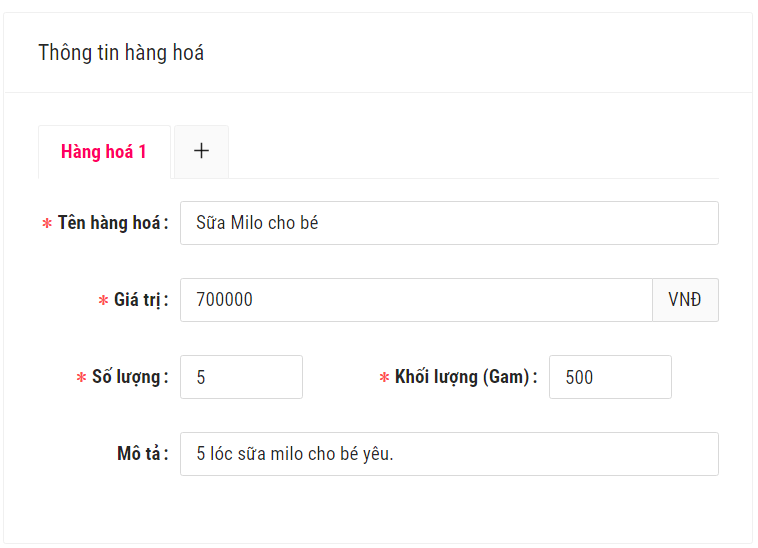 Thông tin hàng hoá
Hàng hoá 1 +
* Tên hàng hoá: Sữa Milo cho bé
* Giá trị: 700000 VNĐ
* Số lượng: 5 * Khối lượng (Gam): 500
Mô tả: 5 lóc sữa milo cho bé yêu.